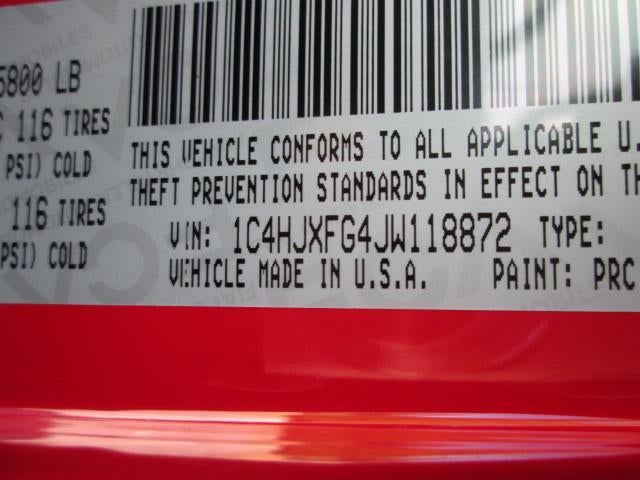 5800 LB
C 116 TIRES
PSI) COLD
116 TIRES
PSI) COLD
THIS VEHICLE CONFORMS TO ALL APPLICABLE U.
THEFT PREVENTION STANDARDS IN EFFECT ON TH
VIN: 1C4HJXFG4JW118872 TYPE:
VEHICLE MADE IN U.S.A. PAINT: PRC